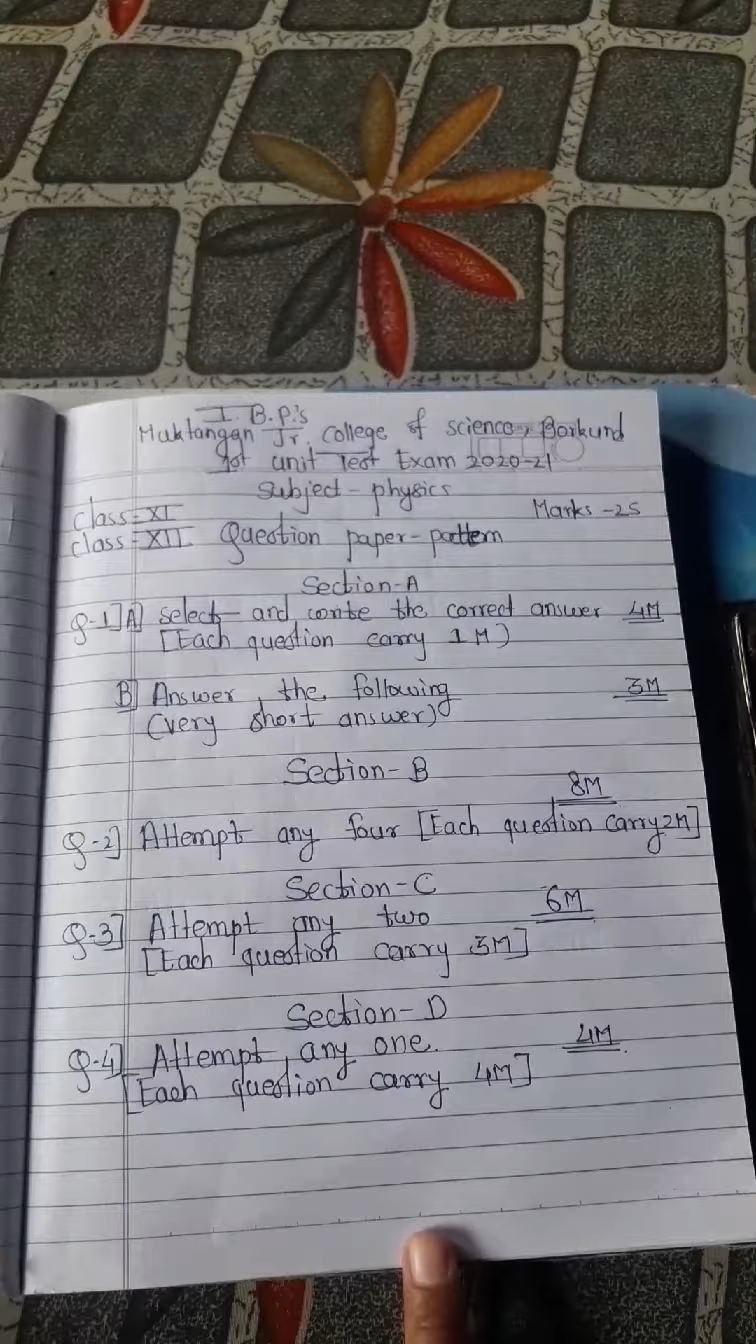 I. B.P.'s
Muktangan Jr. college of science, Borkund
1st unit Test Exam 2020-21
Subject - physics
class = XI
Marks - 25
class = XII Question paper-pattern
Section-A
Q-1] A] select and write the correct answer 4M
[Each question carry 1M)
B] Answer the following 3M
(very short answer)
Section-B
8M
Q-2] Attempt any four [Each question carry 2M]
Section-C
Q-3] Attempt any two 6M
[Each question carry 3M]
Section-D
Q-4] Attempt any one. 4M
[Each question carry 4M]